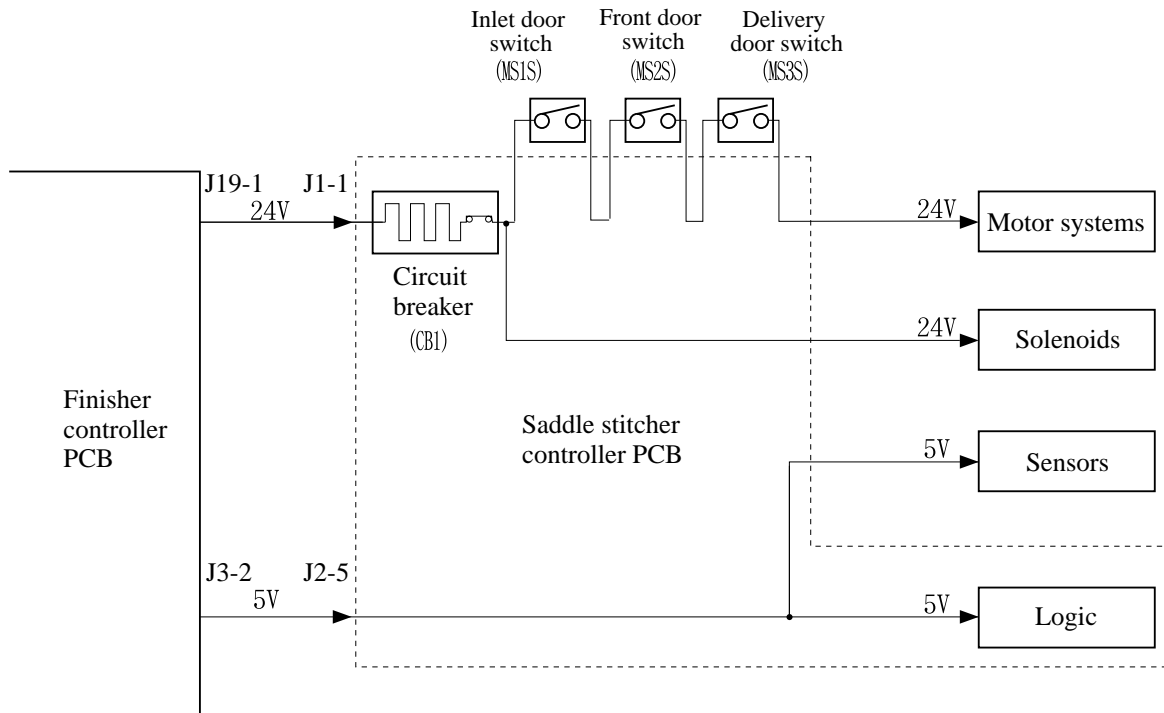 Inlet door
switch
(MS1S)
Front door
switch
(MS2S)
Delivery
door switch
(MS3S)
J19-1
J1-1
24V
24V
Motor systems
Circuit
breaker
(CB1)
24V
Solenoids
Finisher
controller
PCB
Saddle stitcher
controller PCB
5V
Sensors
J3-2
J2-5
5V
5V
Logic